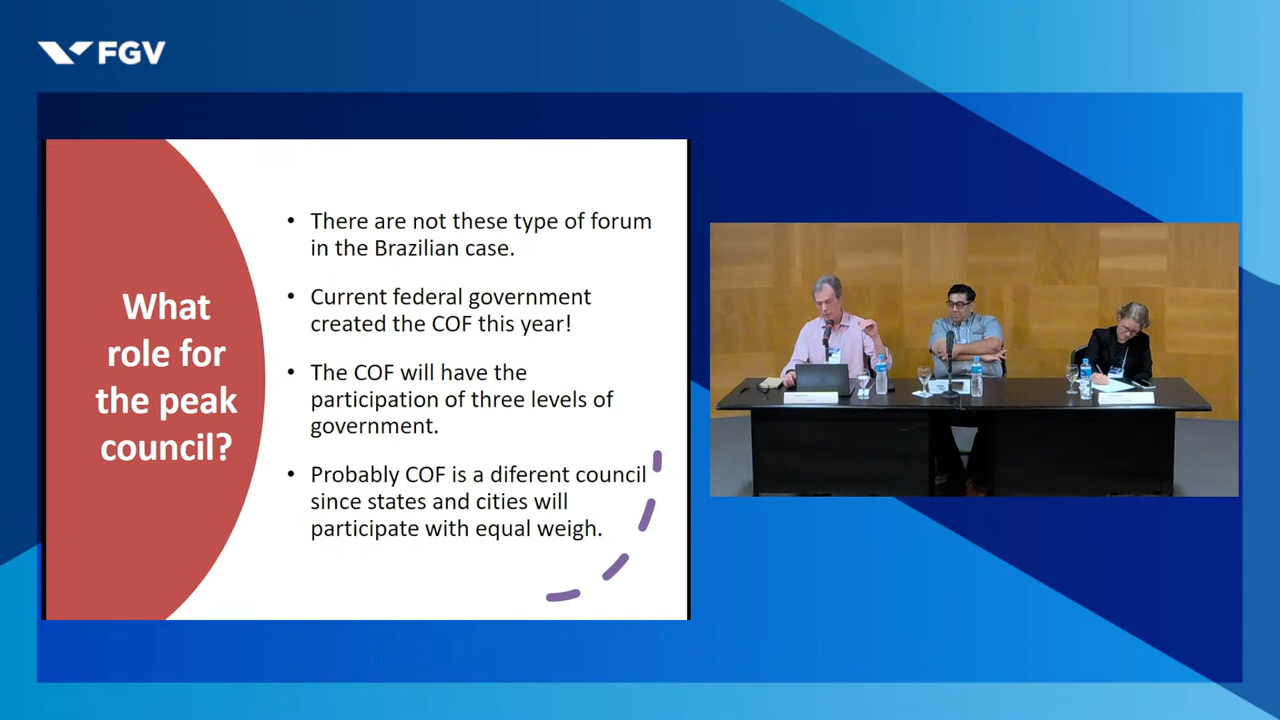 FGV
What
role for
the peak
council?
• There are not these type of forum
in the Brazilian case.
• Current federal government
created the COF this year!
• The COF will have the
participation of three levels of
government.
• Probably COF is a diferent council
since states and cities will
participate with equal weigh.